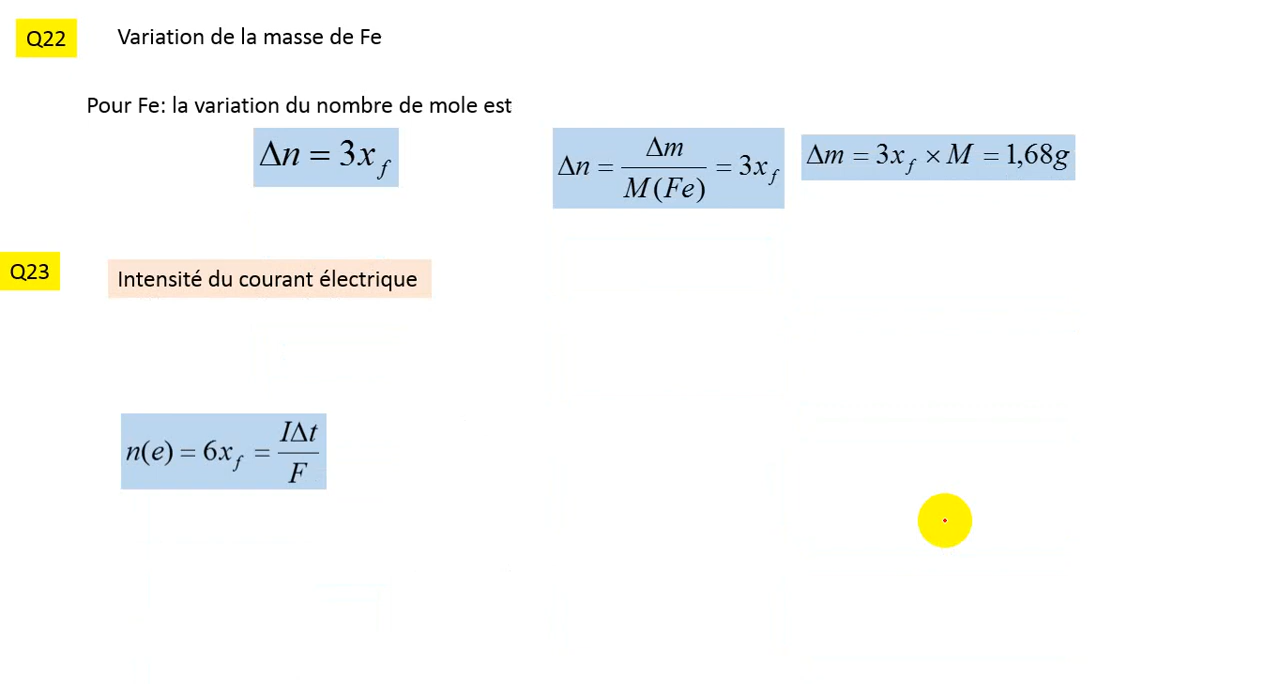 Q22 Variation de la masse de Fe
Pour Fe: la variation du nombre de mole est
Δn = 3x_f
Δn = Δm / M(Fe) = 3x_f
Δm = 3x_f × M = 1,68g
Q23 Intensité du courant électrique
n(e) = 6x_f = IΔt / F